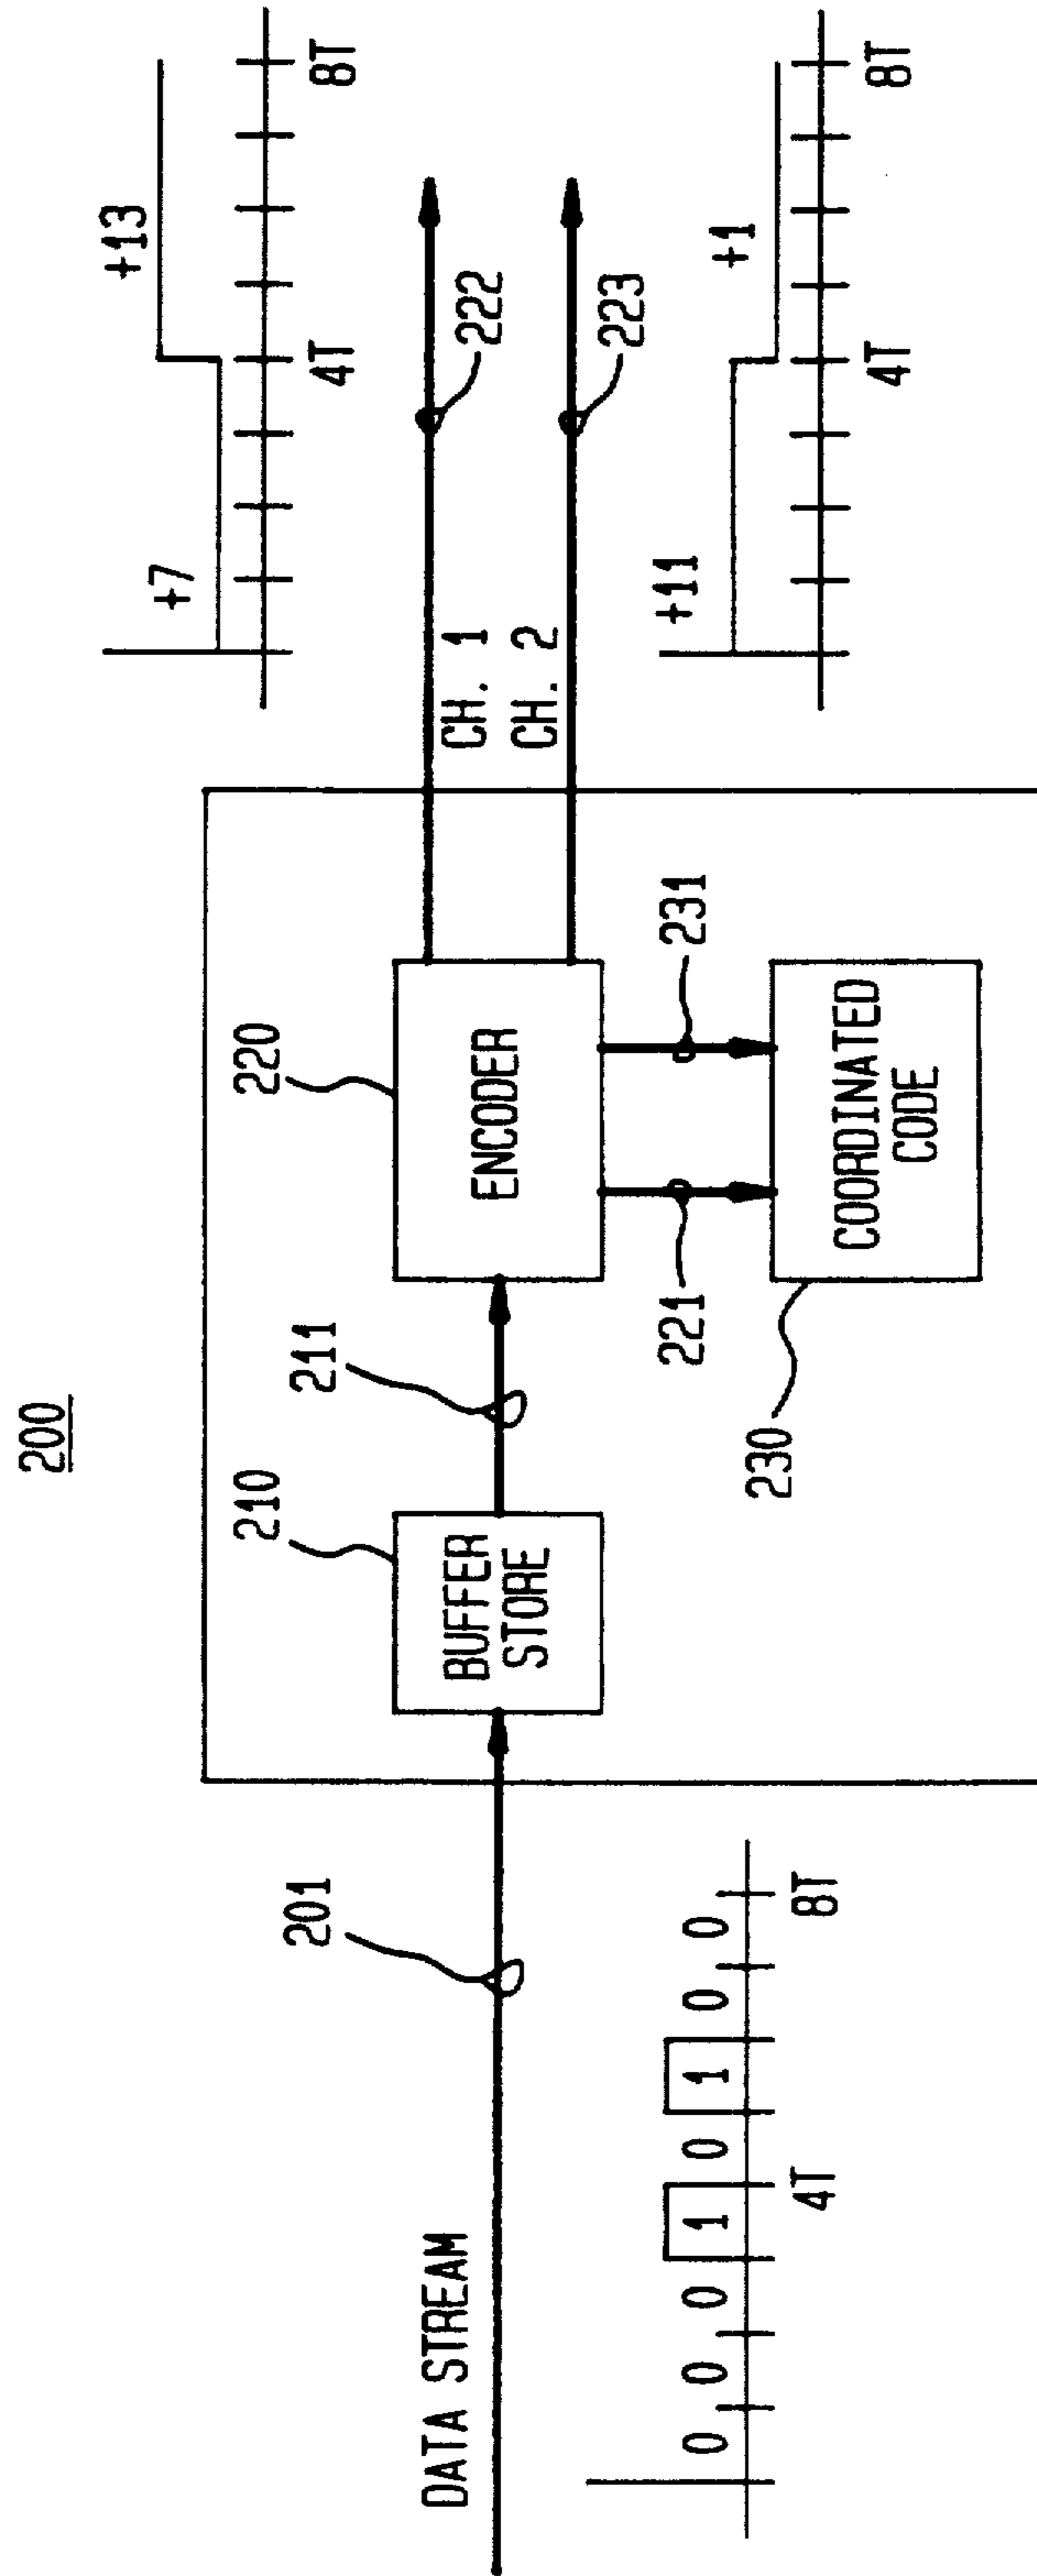 200
DATA STREAM
201
0 0 0 1 0 1 0 0
4T 8T
210
BUFFER
STORE
211
220
ENCODER
221
231
230
COORDINATED
CODE
CH. 1
CH. 2
222
223
+7 +13
4T 8T
+11 +1
4T 8T